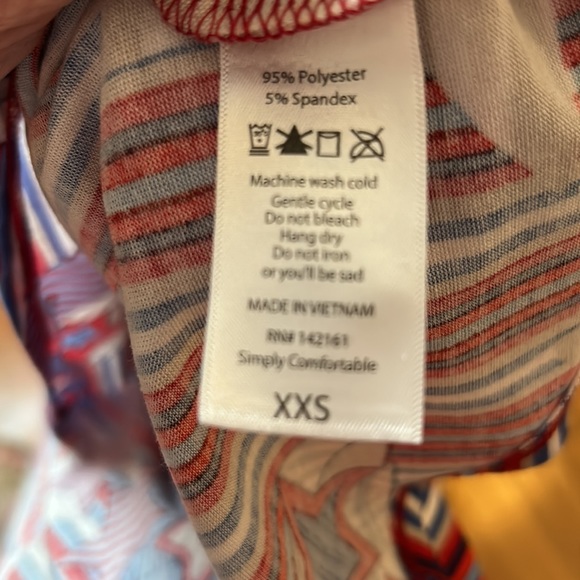 95% Polyester
5% Spandex
Machine wash cold
Gentle cycle
Do not bleach
Hang dry
Do not iron
or you'll be sad
MADE IN VIETNAM
RN# 142161
Simply Comfortable
XXS